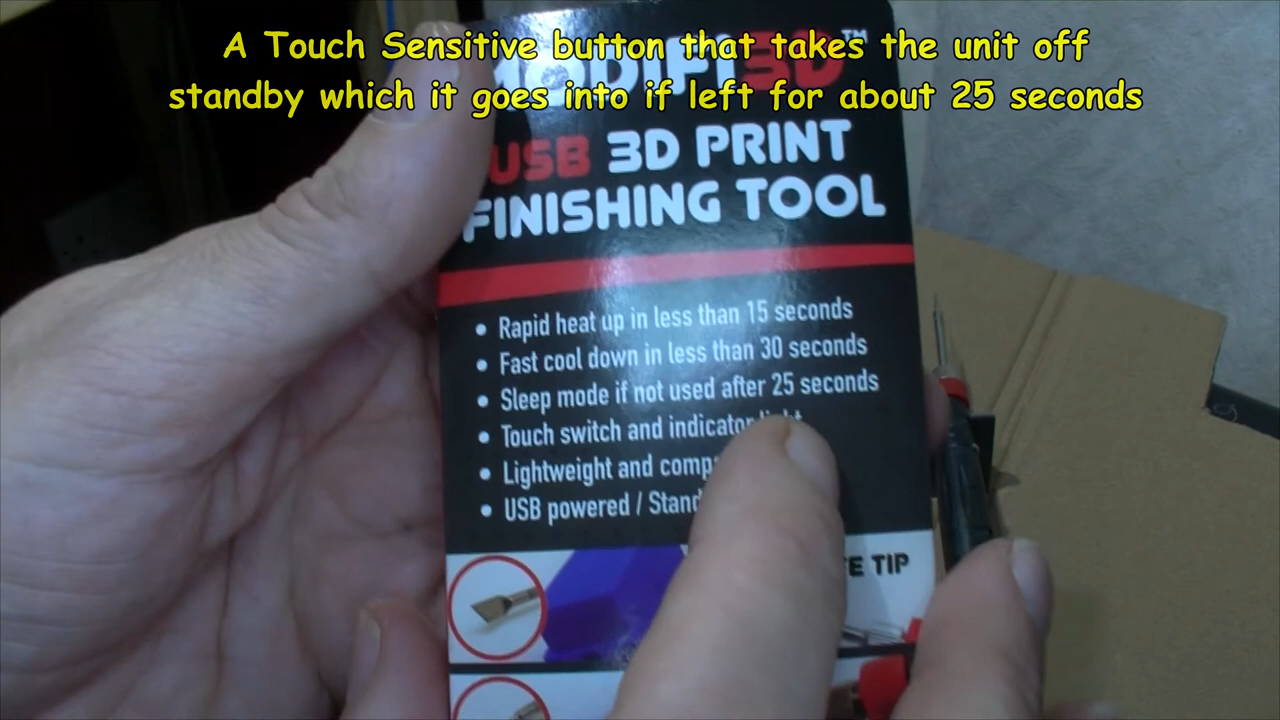 A Touch Sensitive button that takes the unit off
standby which it goes into if left for about 25 seconds
MODIFI3D™
USB 3D PRINT
FINISHING TOOL
• Rapid heat up in less than 15 seconds
• Fast cool down in less than 30 seconds
• Sleep mode if not used after 25 seconds
• Touch switch and indicator light
• Lightweight and
• USB powered /
TIP